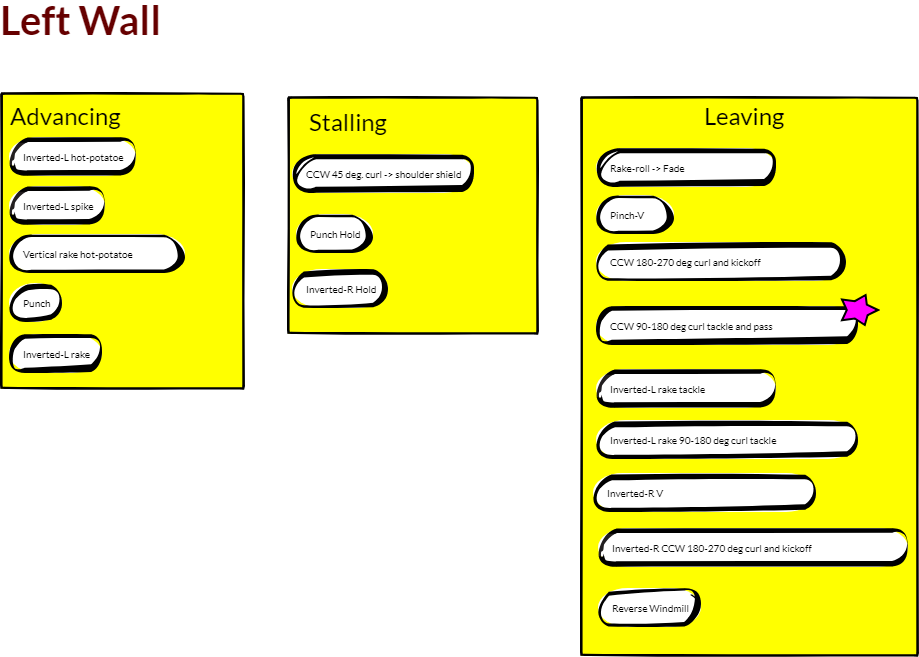 Left Wall
Advancing
Inverted-L hot-potatoe
Inverted-L spike
Vertical rake hot-potatoe
Punch
Inverted-L rake
Stalling
CCW 45 deg. curl -> shoulder shield
Punch Hold
Inverted-R Hold
Leaving
Rake-roll -> Fade
Pinch-V
CCW 180-270 deg curl and kickoff
CCW 90-180 deg curl tackle and pass
Inverted-L rake tackle
Inverted-L rake 90-180 deg curl tackle
Inverted-R V
Inverted-R CCW 180-270 deg curl and kickoff
Reverse Windmill